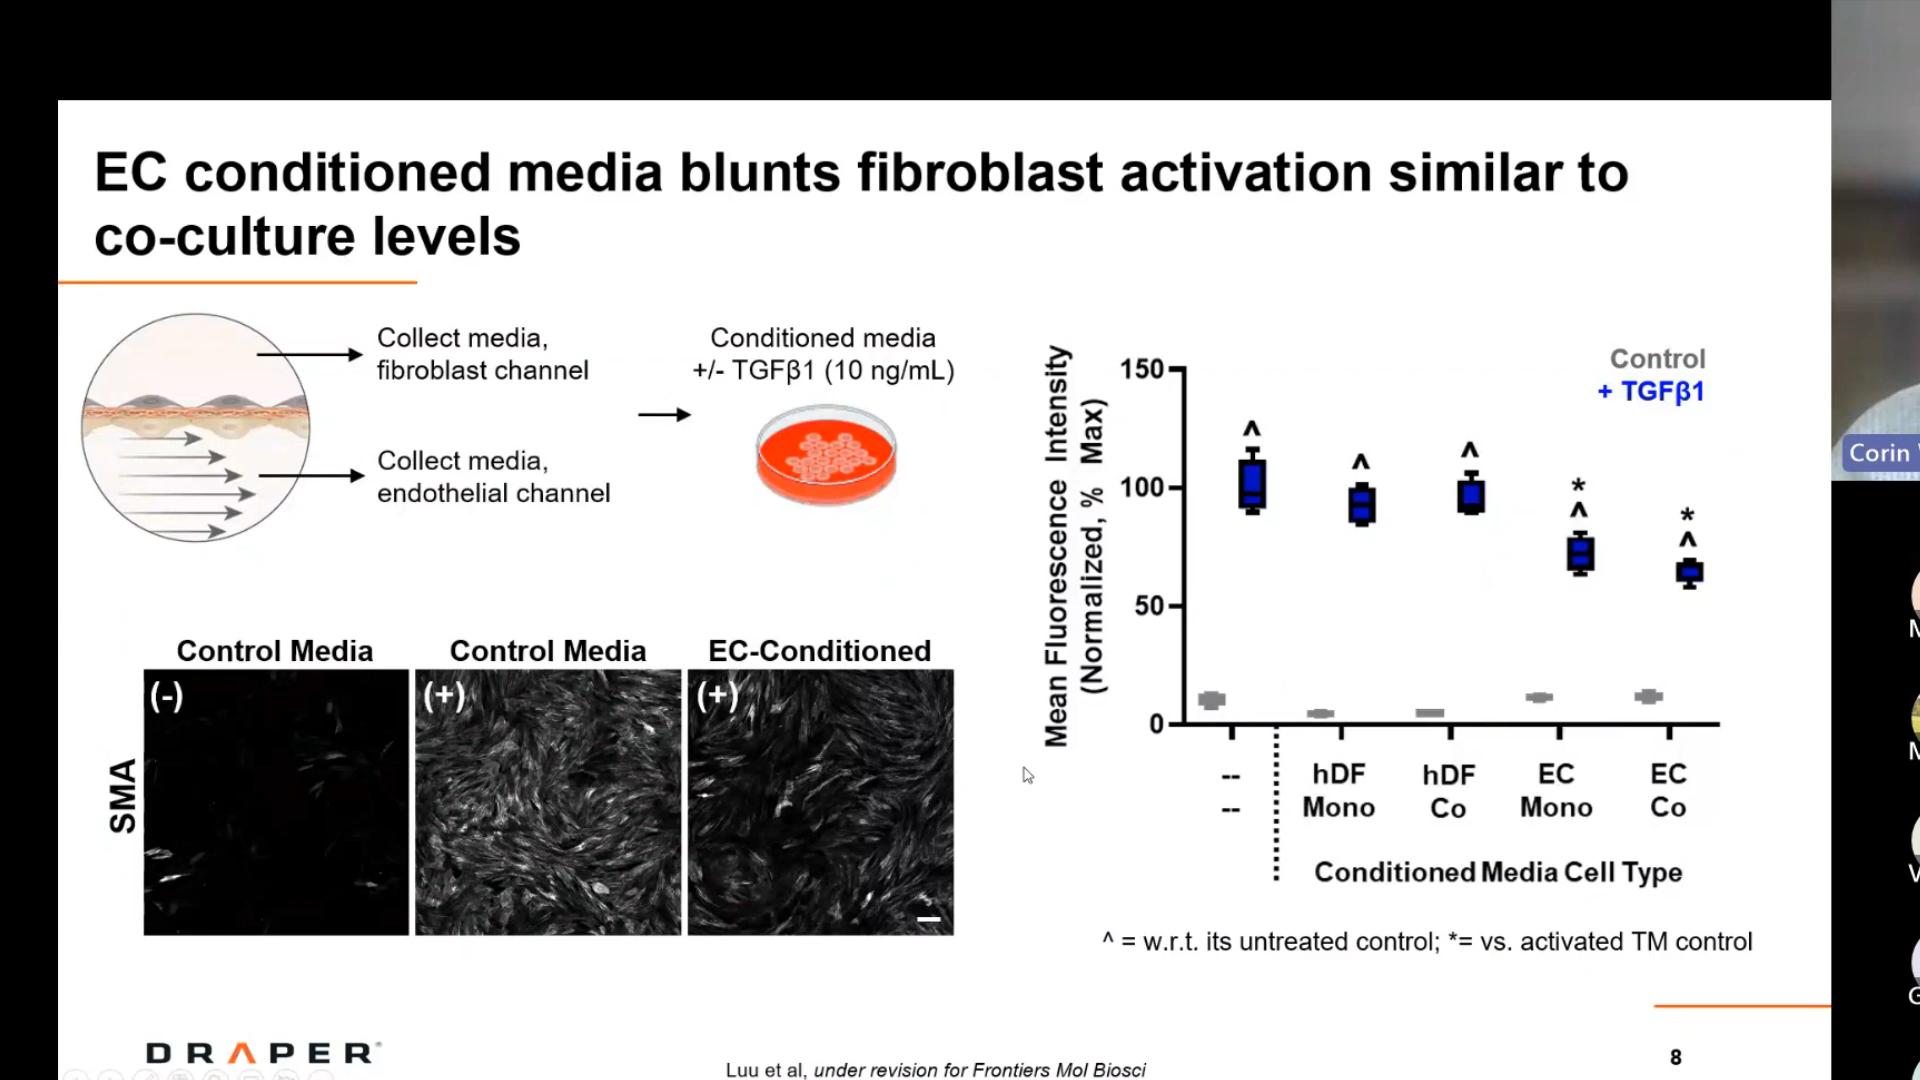 EC conditioned media blunts fibroblast activation similar to
co-culture levels
Collect media,
fibroblast channel
Collect media,
endothelial channel
Conditioned media
+/- TGFβ1 (10 ng/mL)
Control Media
Control Media
EC-Conditioned
(-)
(+)
(+)
SMA
Mean Fluorescence Intensity
(Normalized, % Max)
150
100
50
0
Control
+ TGFβ1
^
^
^
*
^
*
^
--
--
hDF
Mono
hDF
Co
EC
Mono
EC
Co
Conditioned Media Cell Type
^ = w.r.t. its untreated control; *= vs. activated TM control
DRAPER®
Luu et al, under revision for Frontiers Mol Biosci
8
Corin